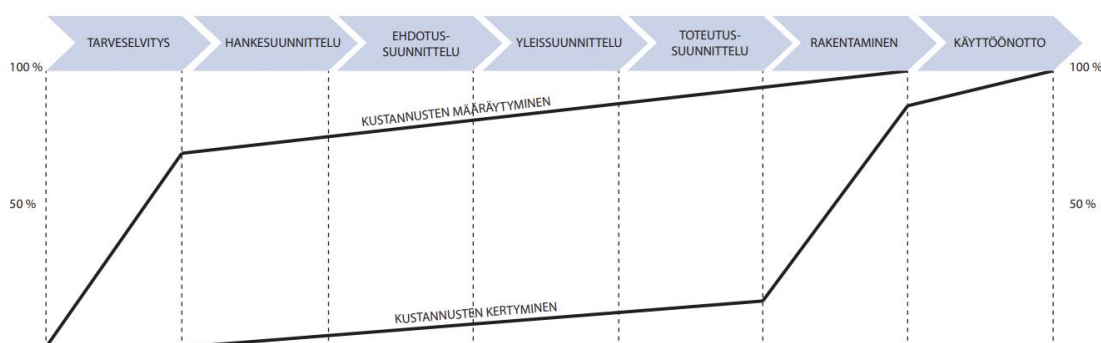 TARVESELVITYS
HANKESUUNNITTELU
EHDOTUS-
SUUNNITTELU
YLEISSUUNNITTELU
TOTEUTUS-
SUUNNITTELU
RAKENTAMINEN
KÄYTTÖÖNOTTO
100 %
100 %
KUSTANNUSTEN MÄÄRÄYTYMINEN
50 %
50 %
KUSTANNUSTEN KERTYMINEN